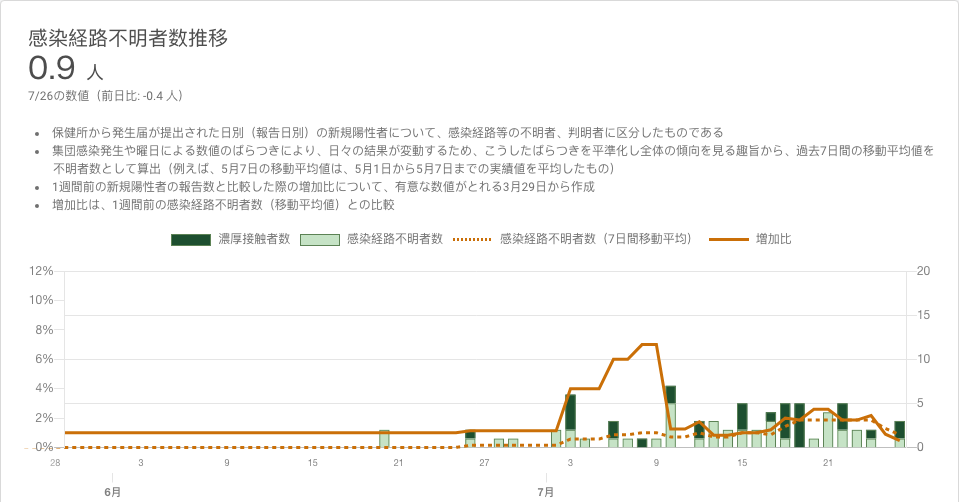 感染経路不明者数推移
0.9 人
7/26の数値（前日比: -0.4 人）
• 保健所から発生届が提出された日別（報告日別）の新規陽性者について、感染経路等の不明者、判明者に区分したものである
• 集団感染発生や曜日による数値のばらつきにより、日々の結果が変動するため、こうしたばらつきを平準化し全体の傾向を見る趣旨から、過去7日間の移動平均値を
不明者数として算出（例えば、5月7日の移動平均値は、5月1日から5月7日までの実績値を平均したもの）
• 1週間前の新規陽性者の報告数と比較した際の増加比について、有意な数値がとれる3月29日から作成
• 増加比は、1週間前の感染経路不明者数（移動平均値）との比較
濃厚接触者数 感染経路不明者数 感染経路不明者数（7日間移動平均） 増加比
12% 20
10% 15
8%
6% 10
4% 5
2%
0% 0
28 3 9 15 21 27 3 9 15 21
6月 7月